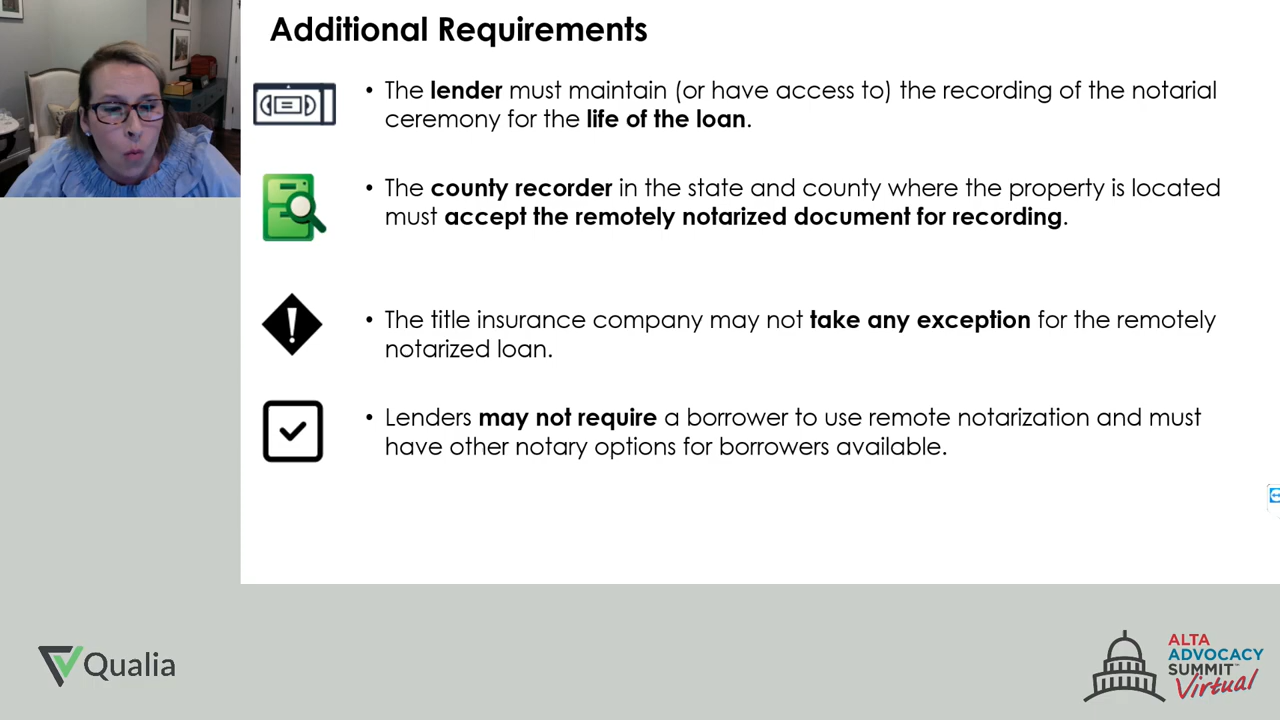 Additional Requirements
• The lender must maintain (or have access to) the recording of the notarial
ceremony for the life of the loan.
• The county recorder in the state and county where the property is located
must accept the remotely notarized document for recording.
• The title insurance company may not take any exception for the remotely
notarized loan.
• Lenders may not require a borrower to use remote notarization and must
have other notary options for borrowers available.
Qualia
ALTA
ADVOCACY
SUMMIT™
Virtual